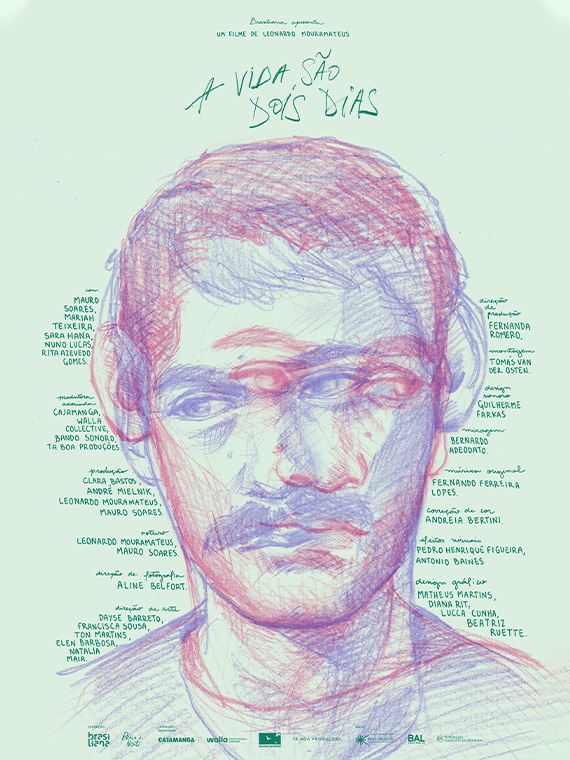 Brasiliana apresenta
UM FILME DE LEONARDO MOURAMATEUS
A VIDA SÃO
DOIS DIAS
com
MAURO
SOARES,
MARIAH
TEIXEIRA,
SARA HANA,
NUNO LUCAS,
RITA AZEVEDO
GOMES.
produtora
associada
CAJAMANGA,
WALLA
COLLECTIVE,
BANDO SONORO,
TA BOA PRODUÇÕES
produção
CLARA BASTOS,
ANDRÉ MIELNIK,
LEONARDO MOURAMATEUS,
MAURO SOARES.
roteiro
LEONARDO MOURAMATEUS,
MAURO SOARES.
direção de fotografia
ALINE BELFORT.
direção de arte
DAYSE BARRETO,
FRANCISCA SOUSA,
TON MARTINS,
ELEN BARBOSA,
NATALIA
MAIA.
direção
de
produção
FERNANDA
ROMERO.
montagem
TOMÁS VAN
DER OSTEN.
design
sonoro
GUILHERME
FARKAS
mixagem
BERNARDO
ADEODATO.
música original
FERNANDO FERREIRA
LOPES.
correção de cor
ANDREIA BERTINI.
efeitos visuais
PEDRO HENRIQUE FIGUEIRA,
ANTONIO BAINES
design gráfico
MATHEUS MARTINS,
DIANA RIT,
LUCCA CUNHA,
BEATRIZ
RUETTE.
brasiliana
CAJAMANGA
walla
TÁ BOA PRODUÇÕES
BAL